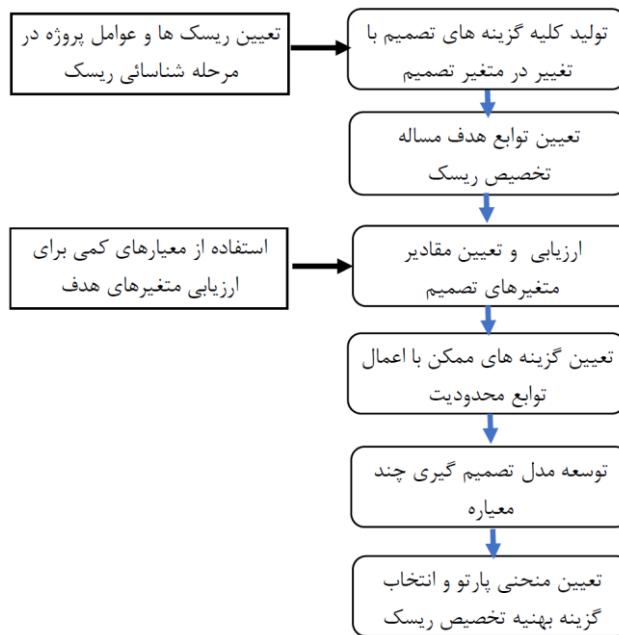 تعیین ریسک ها و عوامل پروژه در
مرحله شناسائی ریسک
تولید کلیه گزینه های تصمیم با
تغییر در متغیر تصمیم
تعیین توابع هدف مساله
تخصیص ریسک
استفاده از معیارهای کمی برای
ارزیابی متغیرهای هدف
ارزیابی و تعیین مقادیر
متغیرهای تصمیم
تعیین گزینه های ممکن با اعمال
توابع محدودیت
توسعه مدل تصمیم گیری چند
معیاره
تعیین منحنی پارتو و انتخاب
گزینه بهنیه تخصیص ریسک